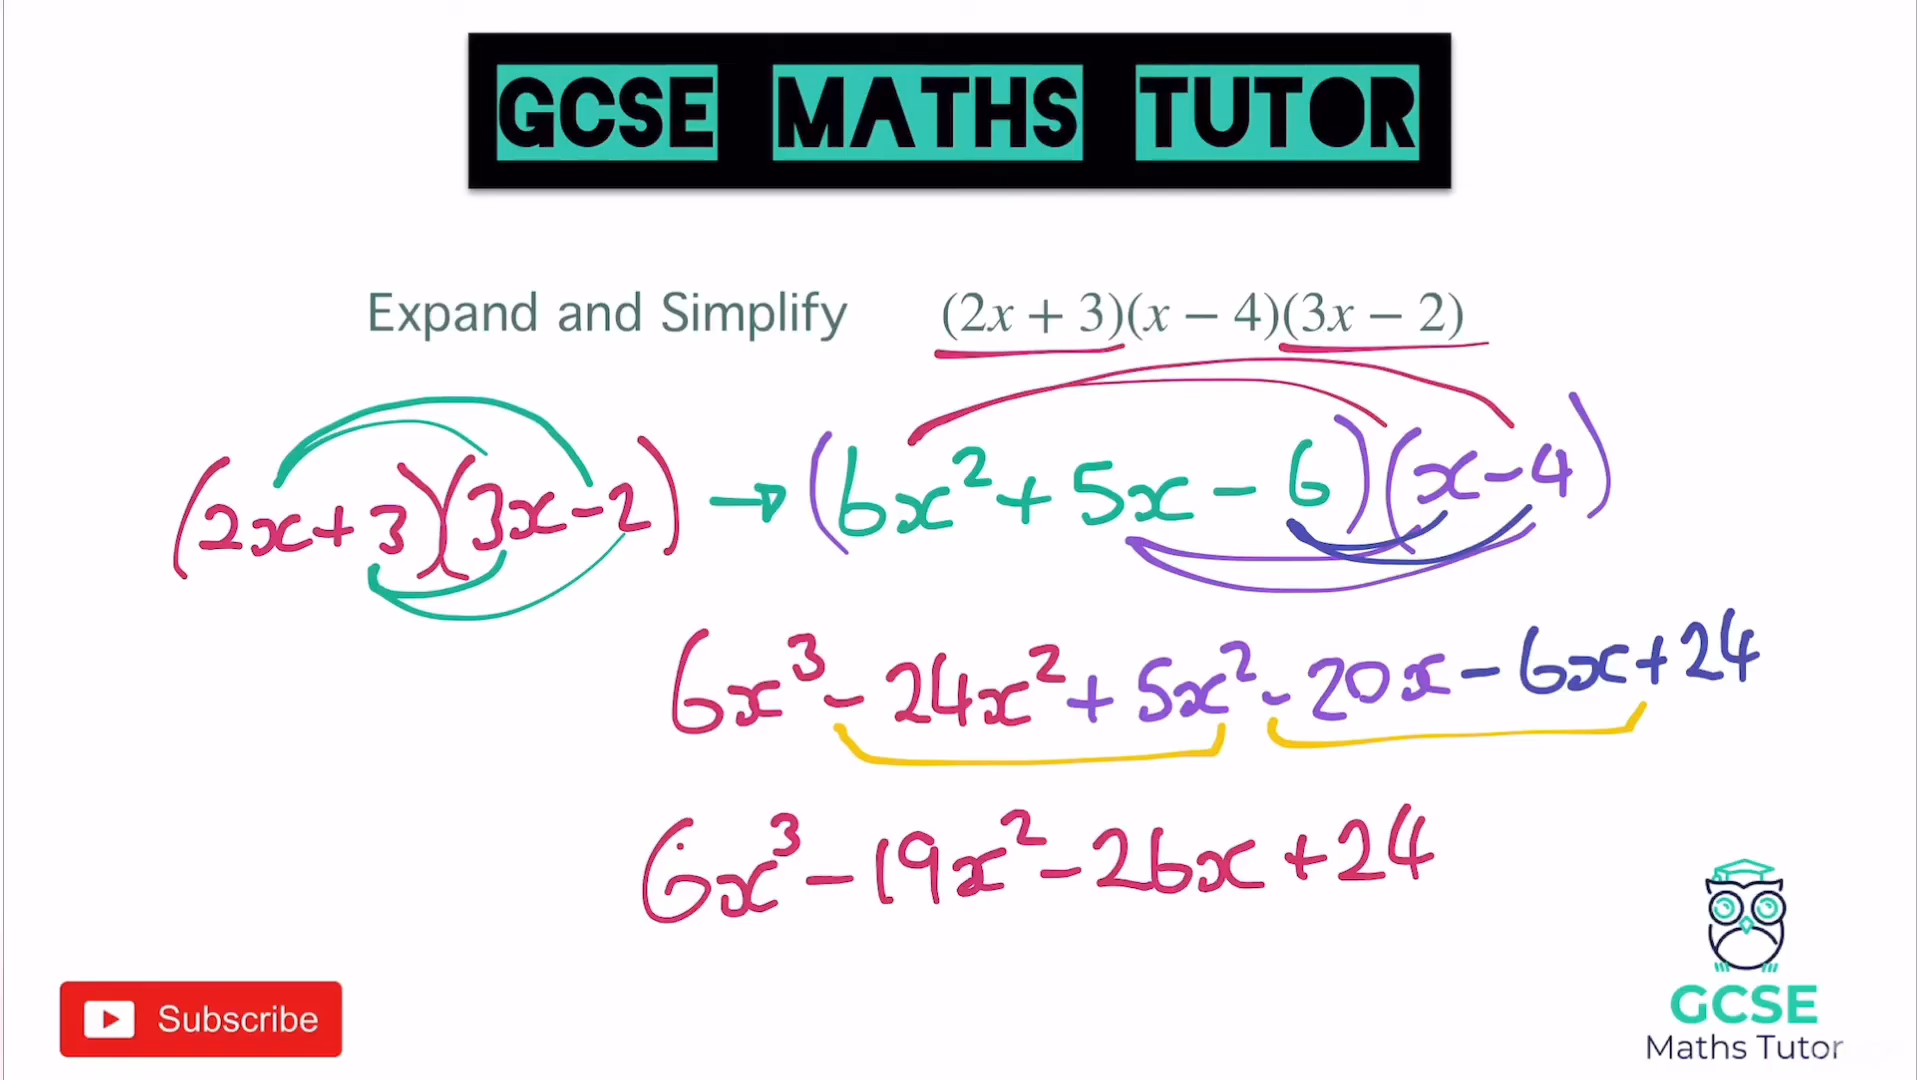 GCSE MATHS TUTOR
Expand and Simplify (2x + 3)(x − 4)(3x − 2)
(2x+3)(3x-2) → (6x²+5x-6)(x-4)
6x³-24x²+5x²-20x-6x+24
6x³-19x²-26x+24
Subscribe
GCSE
Maths Tutor